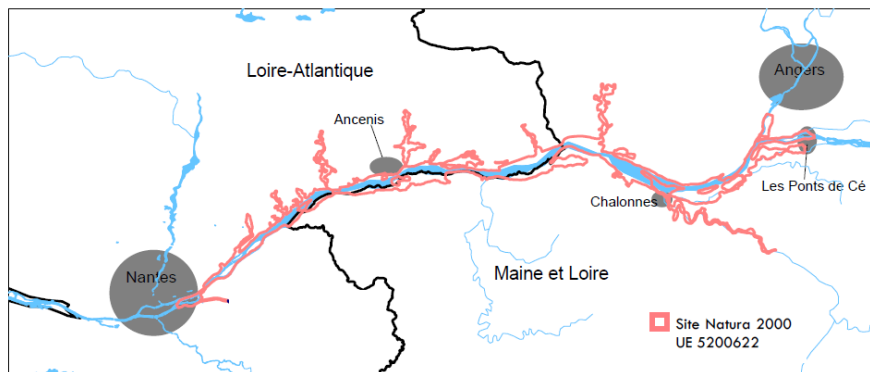 Loire-Atlantique
Angers
Ancenis
Les Ponts de Cé
Chalonnes
Nantes
Maine et Loire
Site Natura 2000
UE 5200622